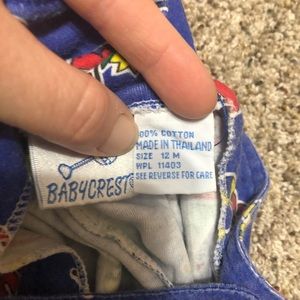 100% COTTON
MADE IN THAILAND
SIZE 12 M
WPL 11403
SEE REVERSE FOR CARE
BABYCREST